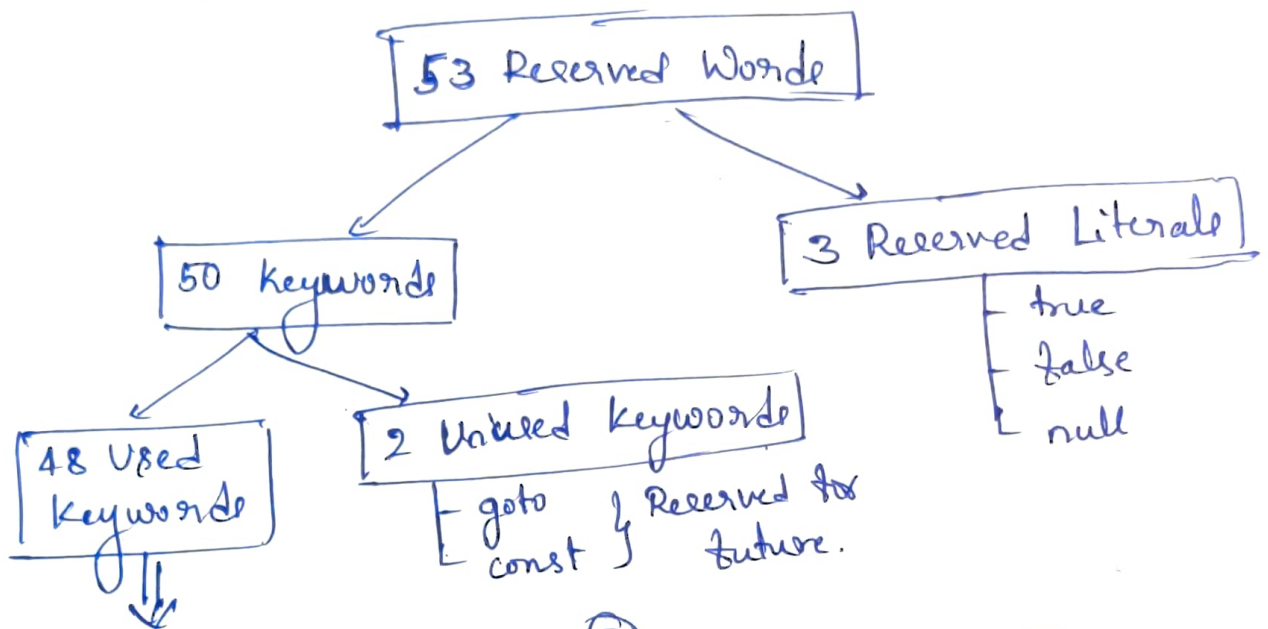 53 Reserved Words
50 Keywords
3 Reserved Literals
true
false
null
48 Used
Keywords
2 Unused Keywords
goto } Reserved for
const } future.